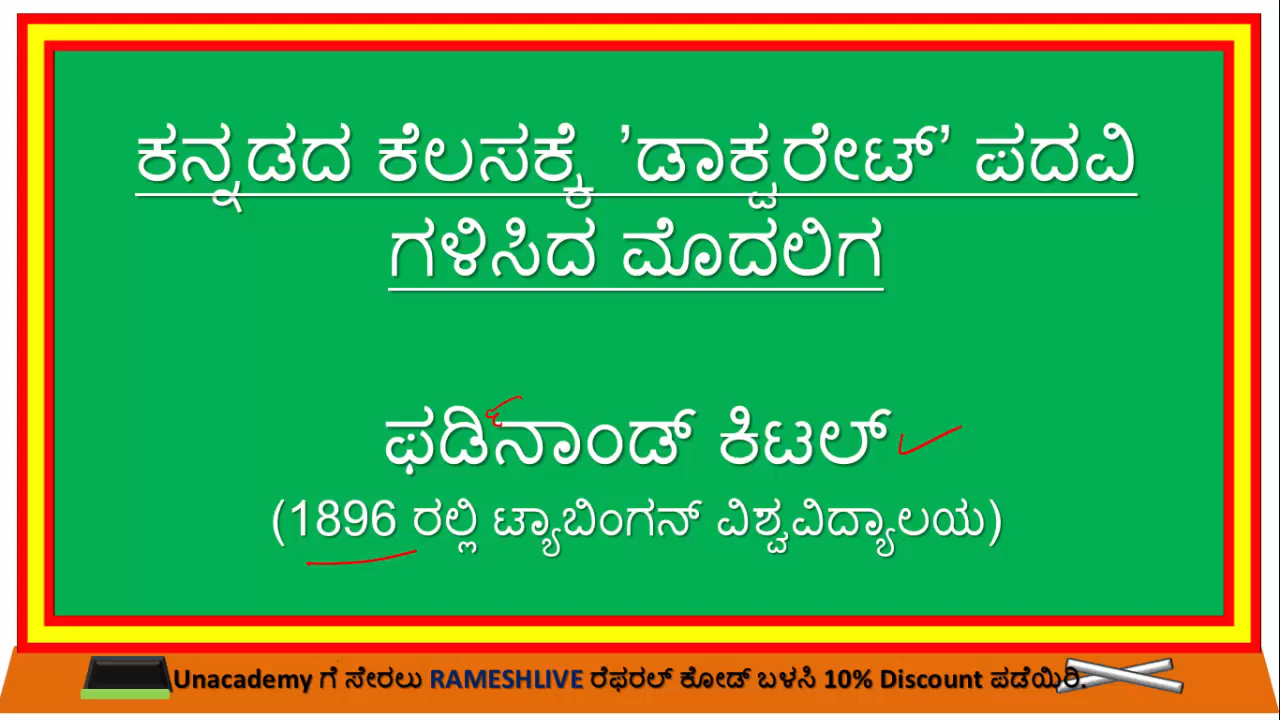 ಕನ್ನಡದ ಕೆಲಸಕ್ಕೆ 'ಡಾಕ್ವರೇಟ್' ಪದವಿ
ಗಳಿಸಿದ ಮೊದಲಿಗ
ಫಡಿನಾಂಡ್ ಕಿಟಲ್
(1896 ರಲ್ಲಿ ಟ್ಯಾಬಿಂಗನ್ ವಿಶ್ವವಿದ್ಯಾಲಯ)
Unacademy ಗೆ ಸೇರಲು RAMESHLIVE ರೆಫರಲ್ ಕೋಡ್ ಬಳಸಿ 10% Discount ಪಡೆಯಿರಿ.